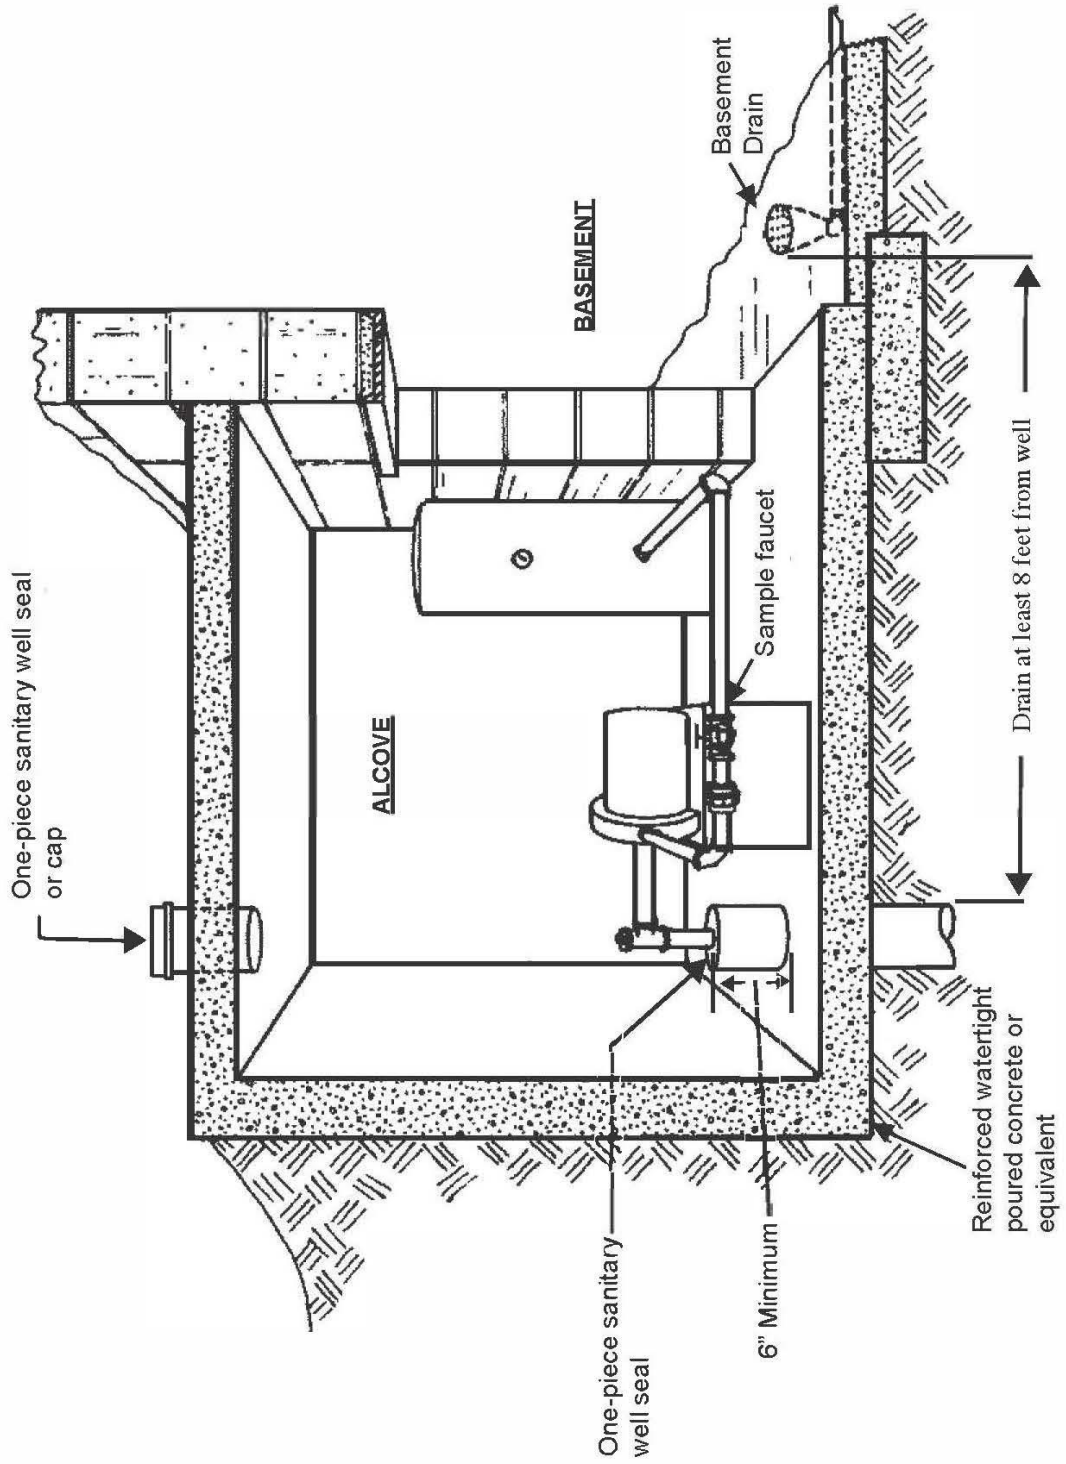 One-piece sanitary well seal
or cap
ALCOVE
BASEMENT
Basement
Drain
Sample faucet
One-piece sanitary
well seal
6” Minimum
Drain at least 8 feet from well
Reinforced watertight
poured concrete or
equivalent